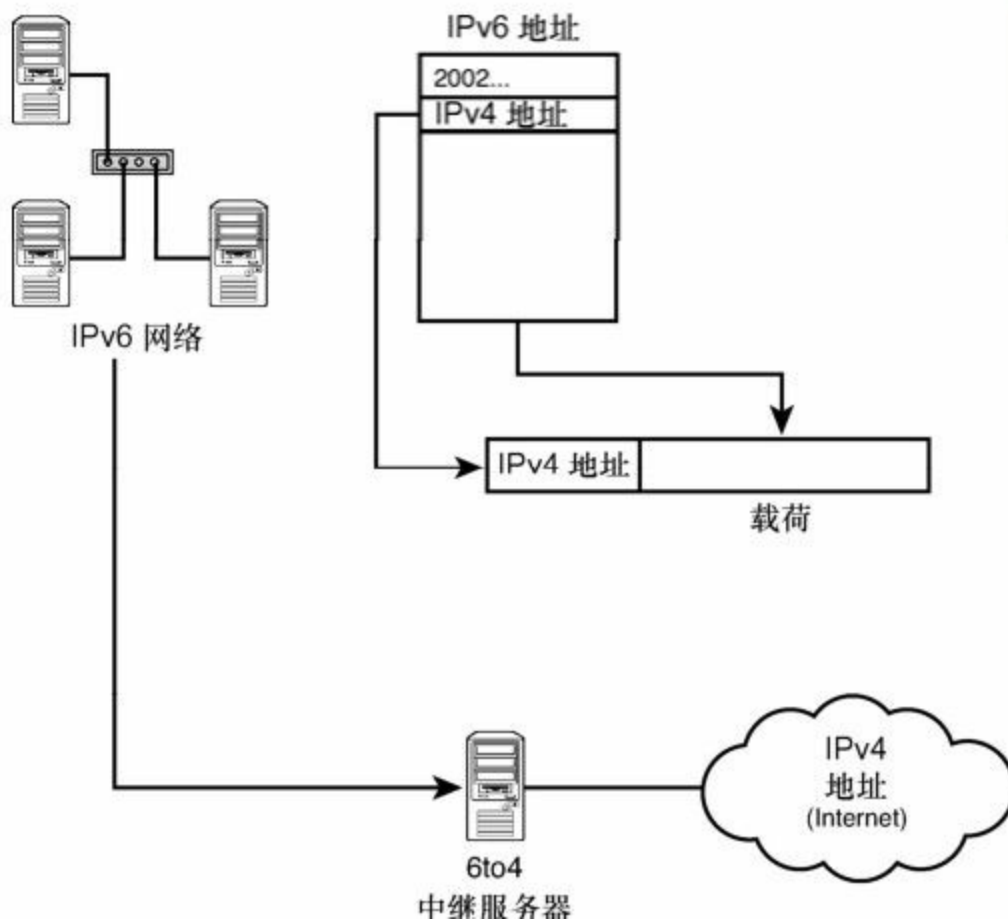 IPv6 地址
2002...
IPv4 地址
IPv6 网络
IPv4 地址
载荷
IPv4
地址
(Internet)
6to4
中继服务器